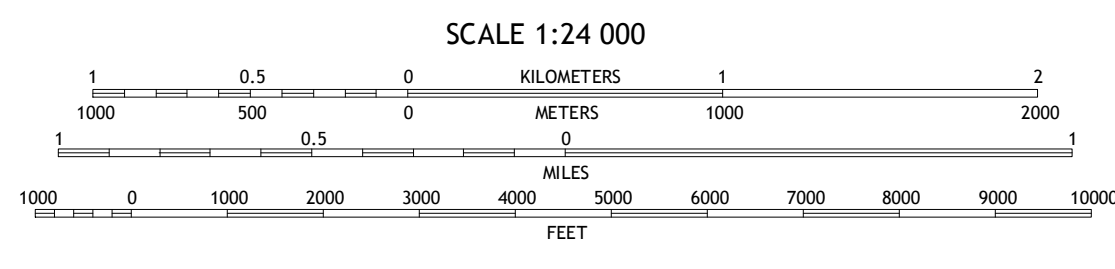 SCALE 1:24 000
1 0.5 0 KILOMETERS 1 2
1000 500 0 METERS 1000 2000
1 0.5 0 1
MILES
1000 0 1000 2000 3000 4000 5000 6000 7000 8000 9000 10000
FEET